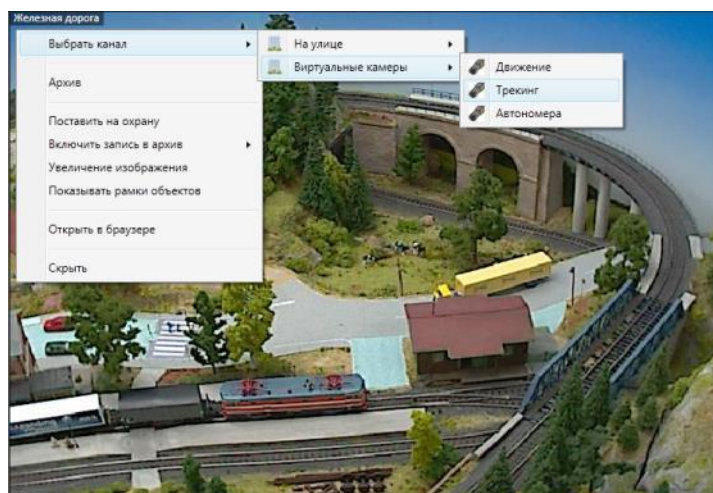 Железная дорога
Выбрать канал
На улице
Виртуальные камеры
Движение
Трекинг
Автономера
Архив
Поставить на охрану
Включить запись в архив
Увеличение изображения
Показывать рамки объектов
Открыть в браузере
Скрыть